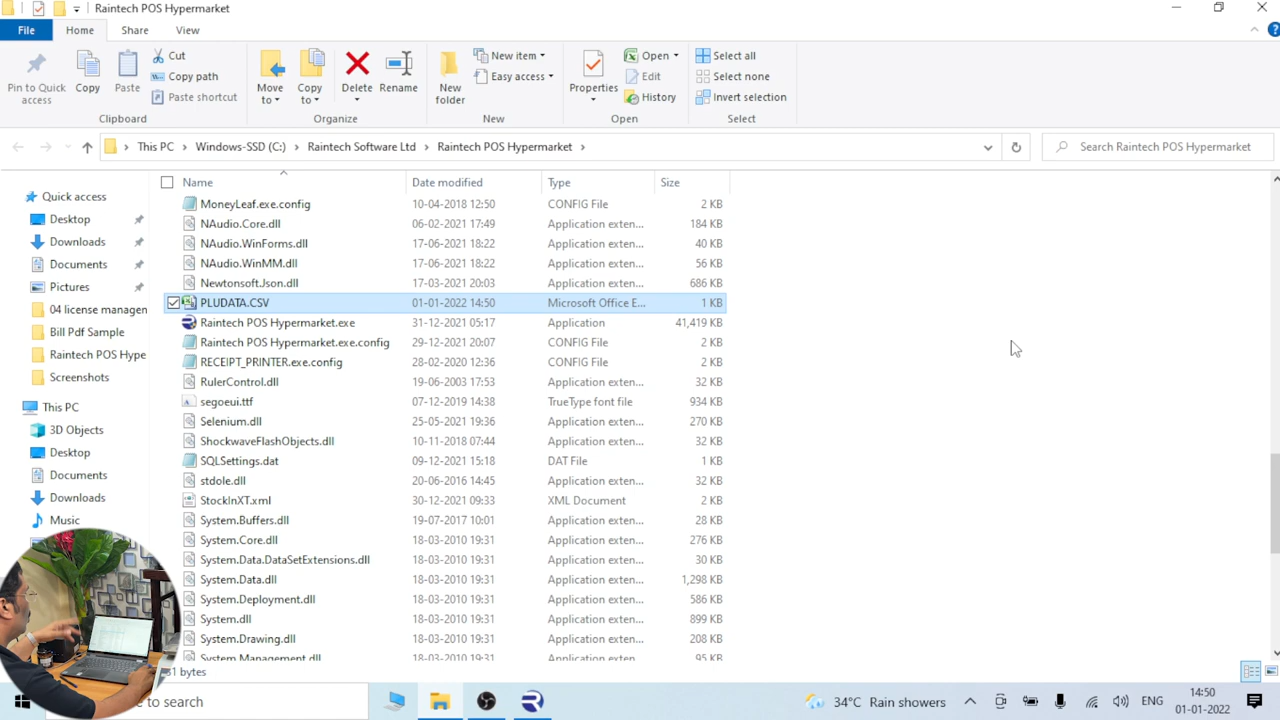 Raintech POS Hypermarket
File Home Share View
Pin to Quick access
Copy
Paste
Cut
Copy path
Paste shortcut
Move to
Copy to
Delete
Rename
New folder
New item
Easy access
Properties
Open
Edit
History
Select all
Select none
Invert selection
Clipboard Organize New Open Select
This PC Windows-SSD (C:) Raintech Software Ltd Raintech POS Hypermarket
Search Raintech POS Hypermarket
Quick access
Desktop
Downloads
Documents
Pictures
04 license managen
Bill Pdf Sample
Raintech POS Hype
Screenshots
This PC
3D Objects
Desktop
Documents
Downloads
Music
Name Date modified Type Size
MoneyLeaf.exe.config 10-04-2018 12:50 CONFIG File 2 KB
NAudio.Core.dll 06-02-2021 17:49 Application exten... 184 KB
NAudio.WinForms.dll 17-06-2021 18:22 Application exten... 40 KB
NAudio.WinMM.dll 17-06-2021 18:22 Application exten... 56 KB
Newtonsoft.Json.dll 17-03-2021 20:03 Application exten... 686 KB
PLUDATA.CSV 01-01-2022 14:50 Microsoft Office E... 1 KB
Raintech POS Hypermarket.exe 31-12-2021 05:17 Application 41,419 KB
Raintech POS Hypermarket.exe.config 29-12-2021 20:07 CONFIG File 2 KB
RECEIPT_PRINTER.exe.config 28-02-2020 12:36 CONFIG File 2 KB
RulerControl.dll 19-06-2003 17:53 Application exten... 32 KB
segoeui.ttf 07-12-2019 14:38 TrueType font file 934 KB
Selenium.dll 25-05-2021 19:36 Application exten... 270 KB
ShockwaveFlashObjects.dll 10-11-2018 07:44 Application exten... 32 KB
SQLSettings.dat 09-12-2021 15:18 DAT File 1 KB
stdole.dll 20-06-2016 14:45 Application exten... 32 KB
StockInXT.xml 30-12-2021 09:33 XML Document 2 KB
System.Buffers.dll 19-07-2017 10:01 Application exten... 28 KB
System.Core.dll 18-03-2010 19:31 Application exten... 276 KB
System.Data.DataSetExtensions.dll 18-03-2010 19:31 Application exten... 30 KB
System.Data.dll 18-03-2010 19:31 Application exten... 1,298 KB
System.Deployment.dll 18-03-2010 19:31 Application exten... 586 KB
System.dll 18-03-2010 19:31 Application exten... 899 KB
System.Drawing.dll 18-03-2010 19:31 Application exten... 208 KB
System.Management.dll 18-03-2010 19:31 Application exten... 95 KB
bytes
to search
34°C Rain showers
ENG
14:50
01-01-2022